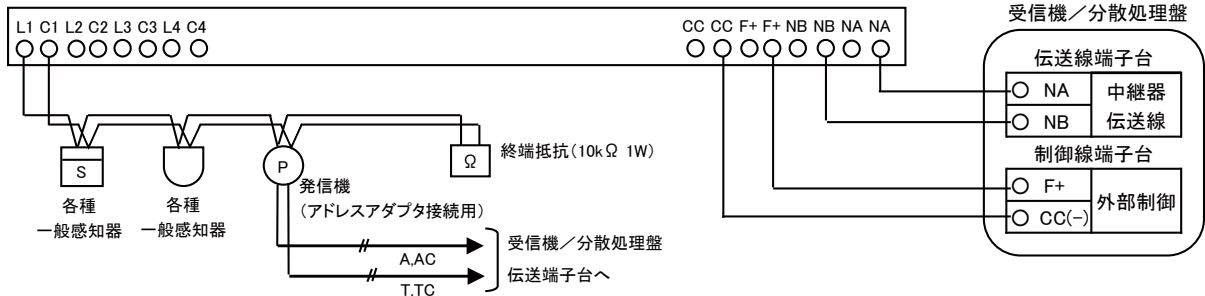 L1 C1 L2 C2 L3 C3 L4 C4
CC CC F+ F+ NB NB NA NA
受信機／分散処理盤
伝送線端子台
NA
NB
中継器
伝送線
制御線端子台
F+
CC(-)
外部制御
S
各種
一般感知器
各種
一般感知器
P
発信機
（アドレスアダプタ接続用）
Ω
終端抵抗（10kΩ 1W）
A,AC
T,TC
受信機／分散処理盤
伝送端子台へ